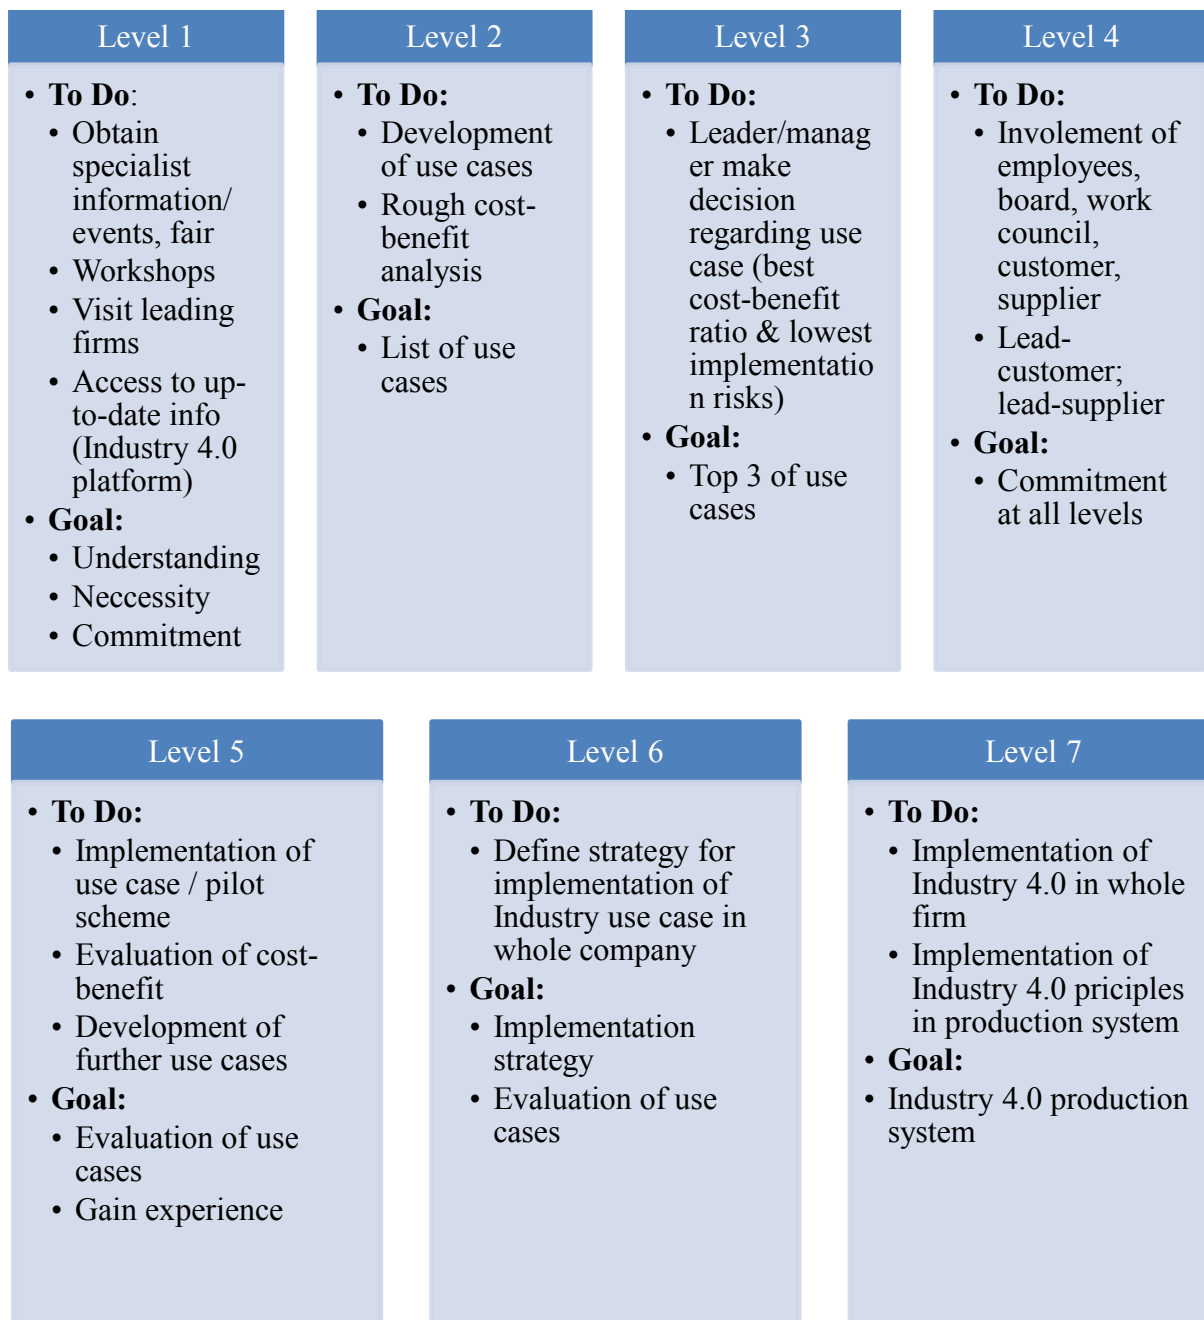 Level 1
• To Do:
• Obtain
specialist
information/
events, fair
• Workshops
• Visit leading
firms
• Access to up-
to-date info
(Industry 4.0
platform)
• Goal:
• Understanding
• Neccessity
• Commitment
Level 2
• To Do:
• Development
of use cases
• Rough cost-
benefit
analysis
• Goal:
• List of use
cases
Level 3
• To Do:
• Leader/manag
er make
decision
regarding use
case (best
cost-benefit
ratio & lowest
implementatio
n risks)
• Goal:
• Top 3 of use
cases
Level 4
• To Do:
• Involement of
employees,
board, work
council,
customer,
supplier
• Lead-
customer;
lead-supplier
• Goal:
• Commitment
at all levels
Level 5
• To Do:
• Implementation of
use case / pilot
scheme
• Evaluation of cost-
benefit
• Development of
further use cases
• Goal:
• Evaluation of use
cases
• Gain experience
Level 6
• To Do:
• Define strategy for
implementation of
Industry use case in
whole company
• Goal:
• Implementation
strategy
• Evaluation of use
cases
Level 7
• To Do:
• Implementation of
Industry 4.0 in whole
firm
• Implementation of
Industry 4.0 priciples
in production system
• Goal:
• Industry 4.0 production
system